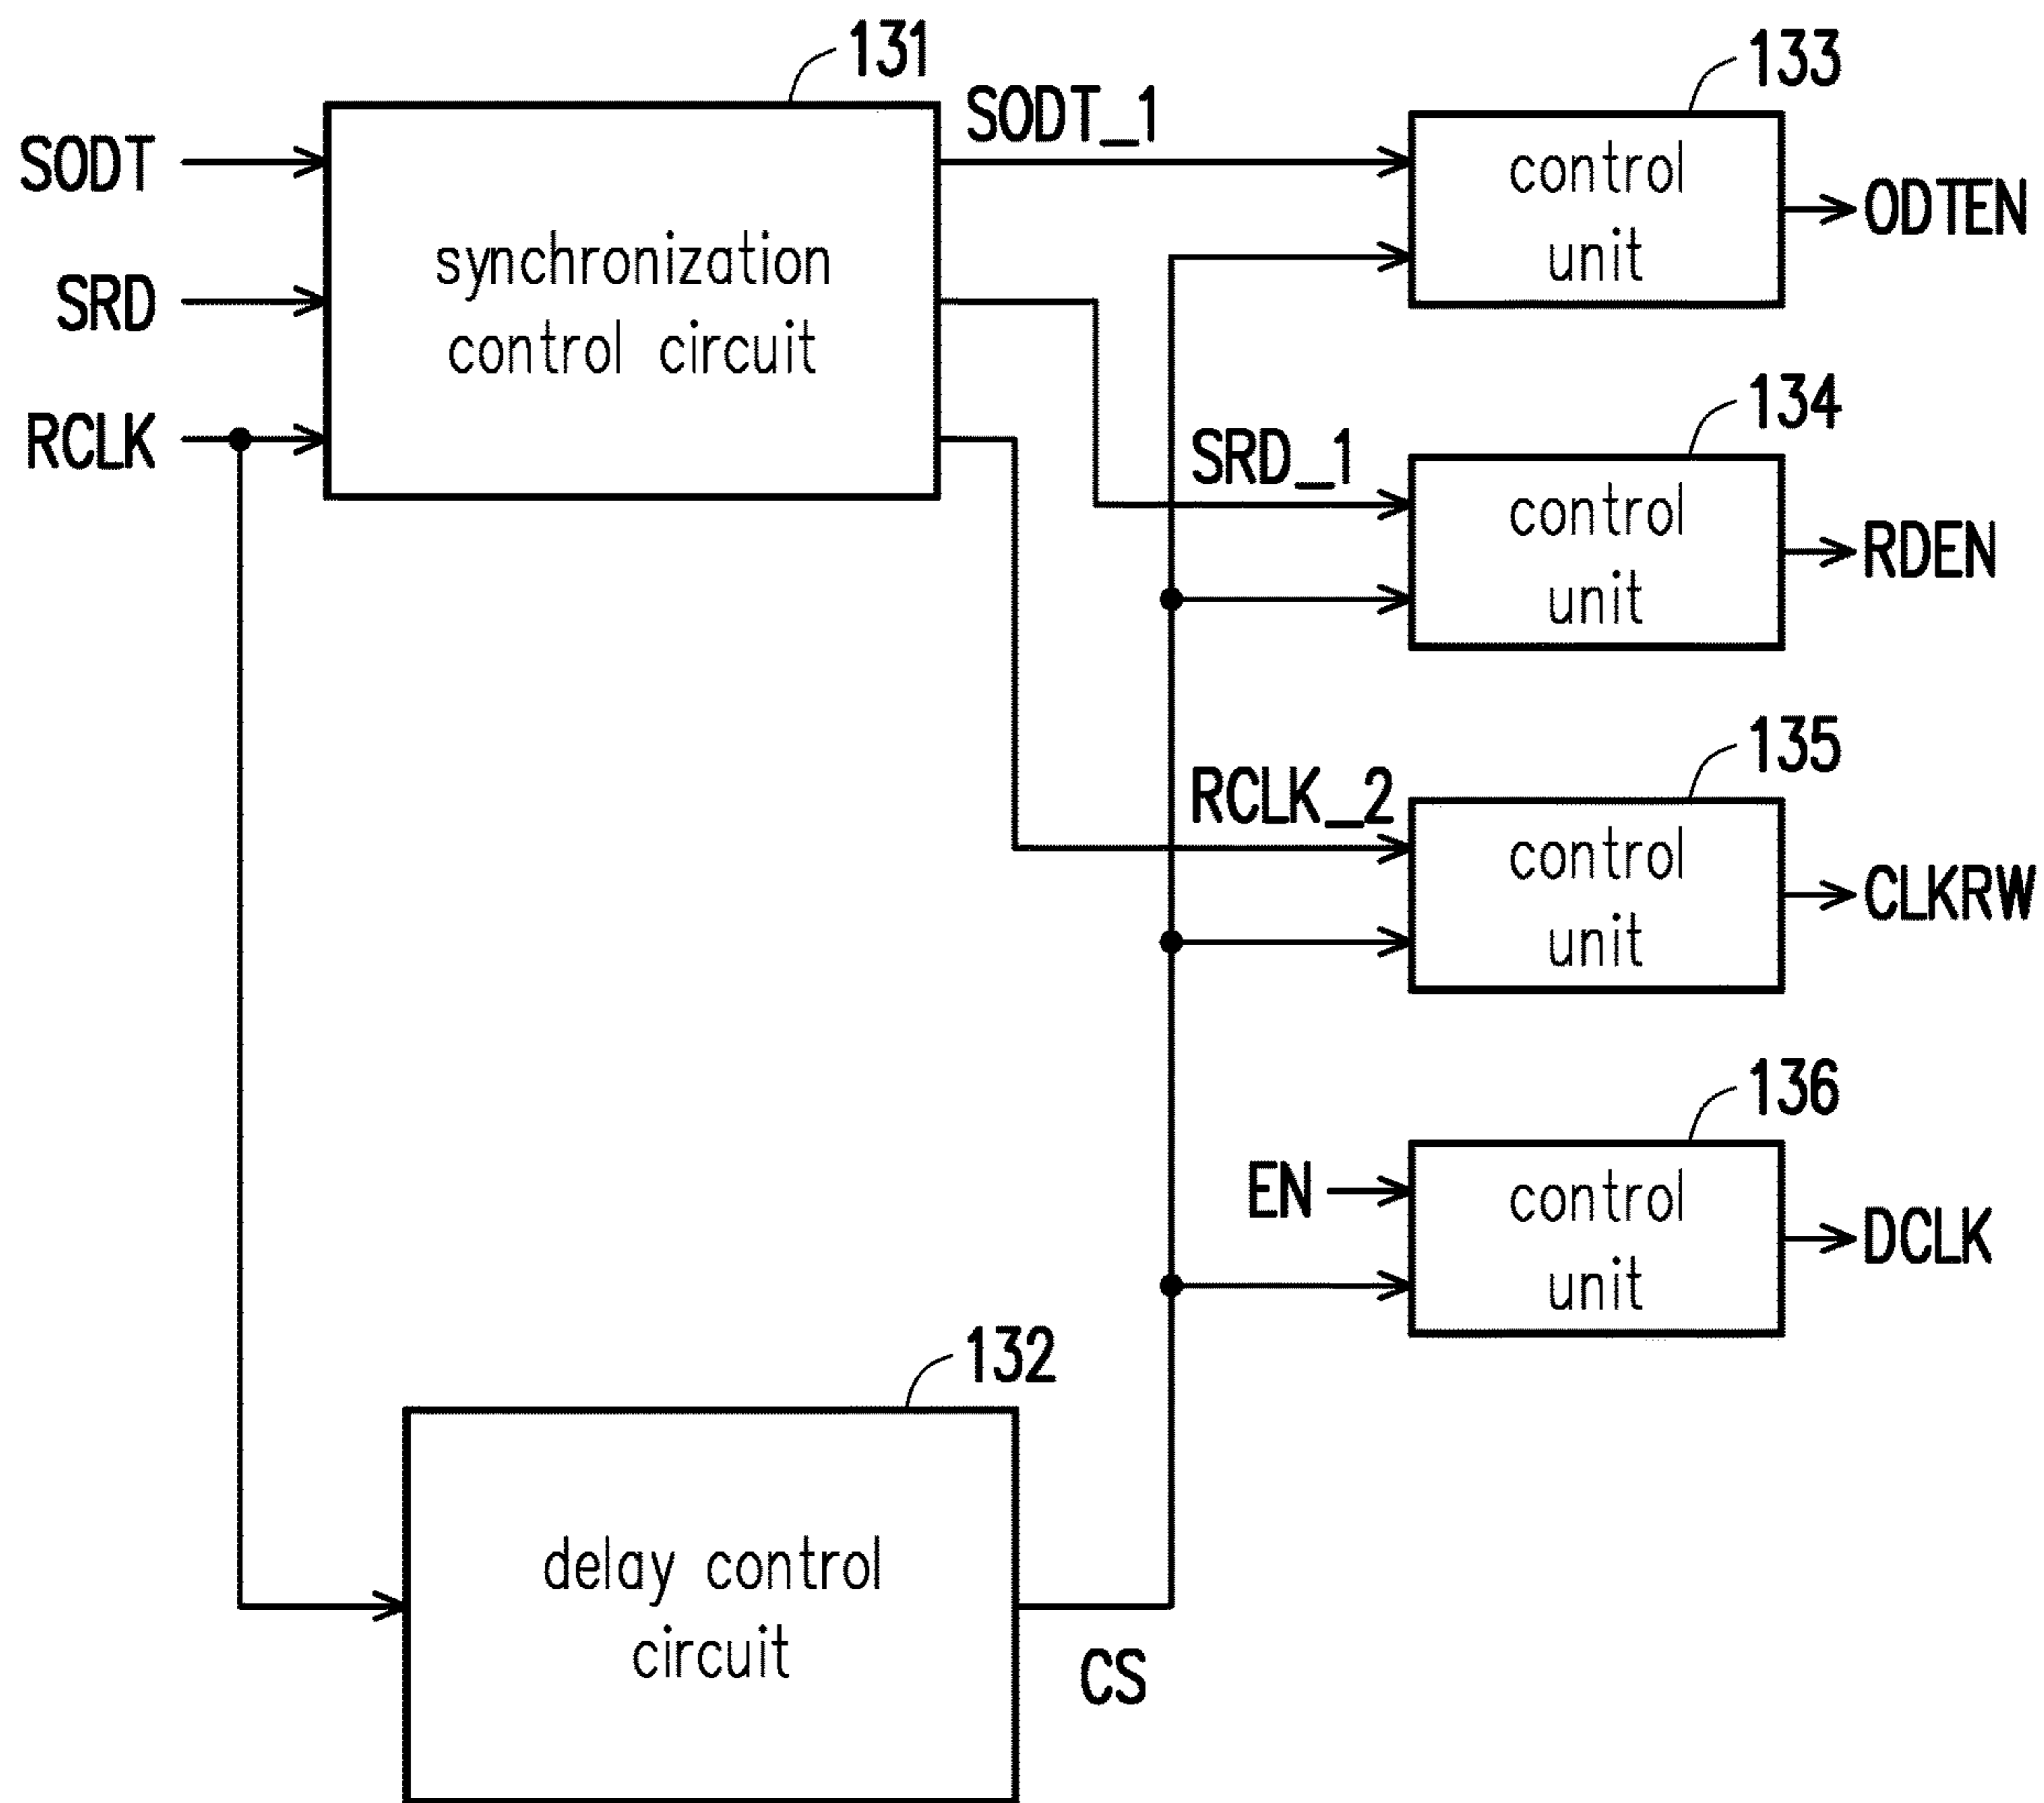 131
133
SODT_1
SODT
control
unit
ODTEN
synchronization
control circuit
SRD
134
RCLK
SRD_1
control
unit
RDEN
135
RCLK_2
control
unit
CLKRW
136
EN
control
unit
DCLK
132
delay control
circuit
CS